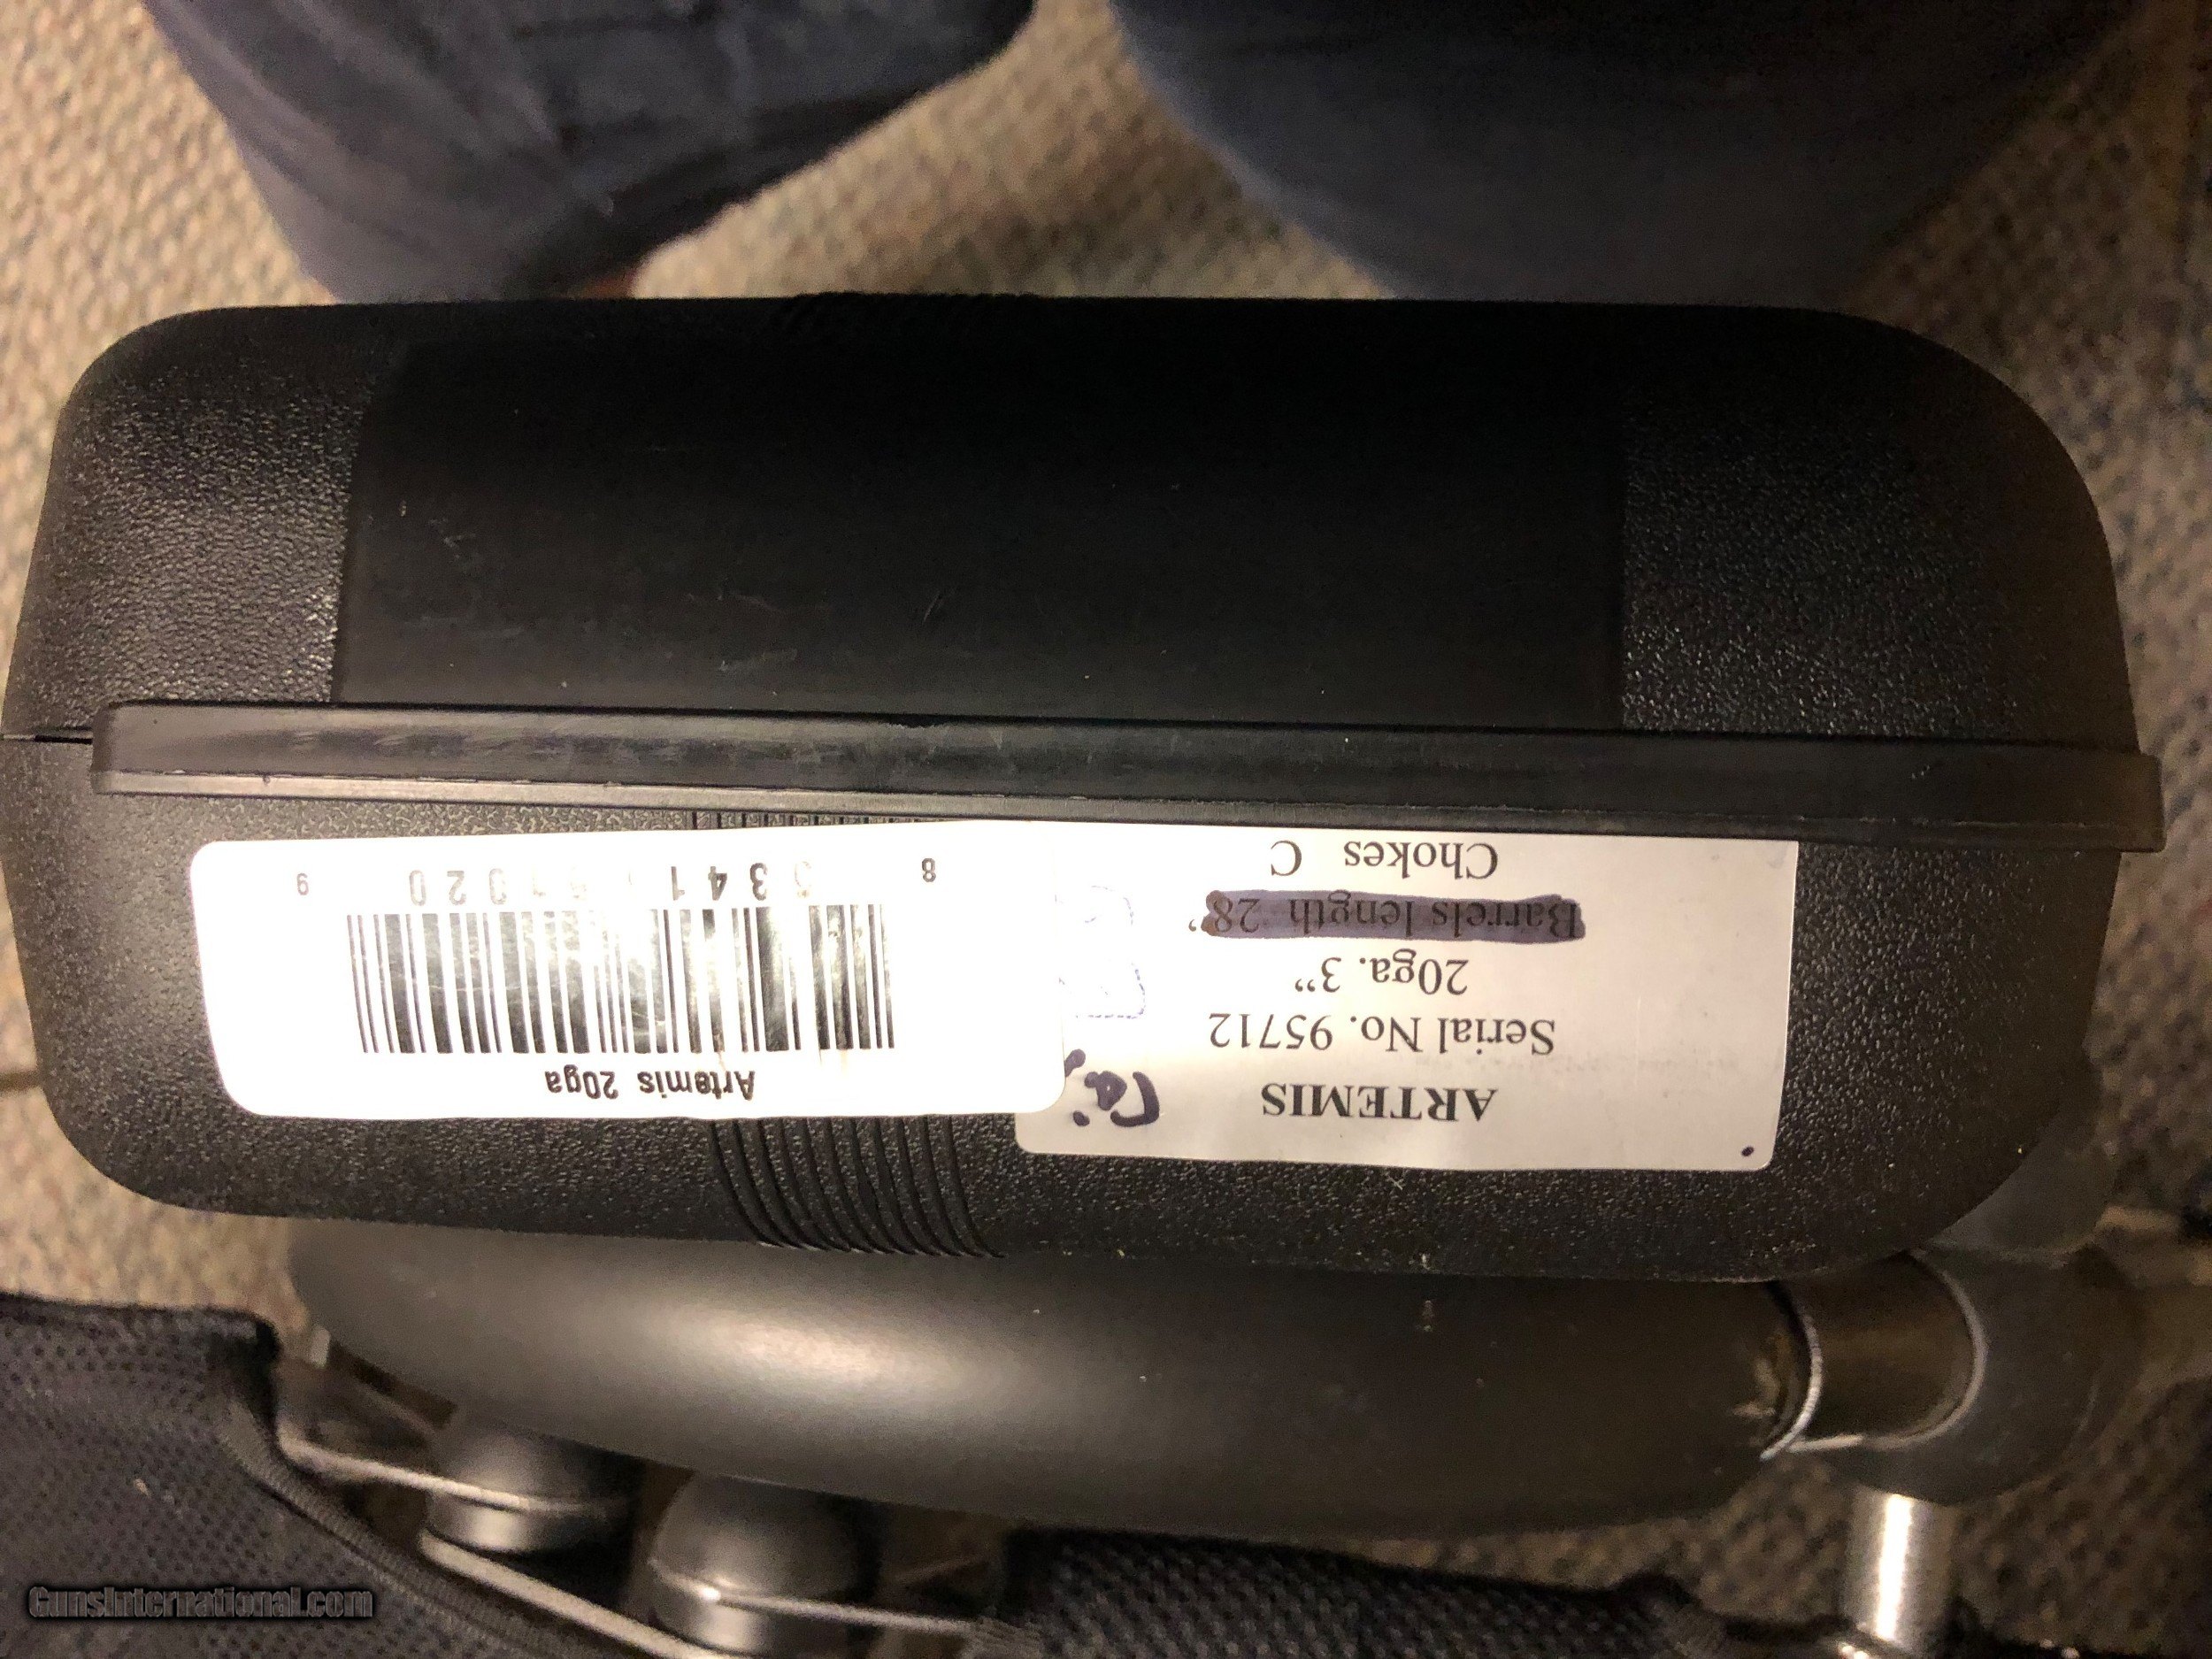 ARTEMIS
Serial No. 95712
20ga. 3”
Barrels length 28”
Chokes C
Artemis 20ga
GunsInternational.com